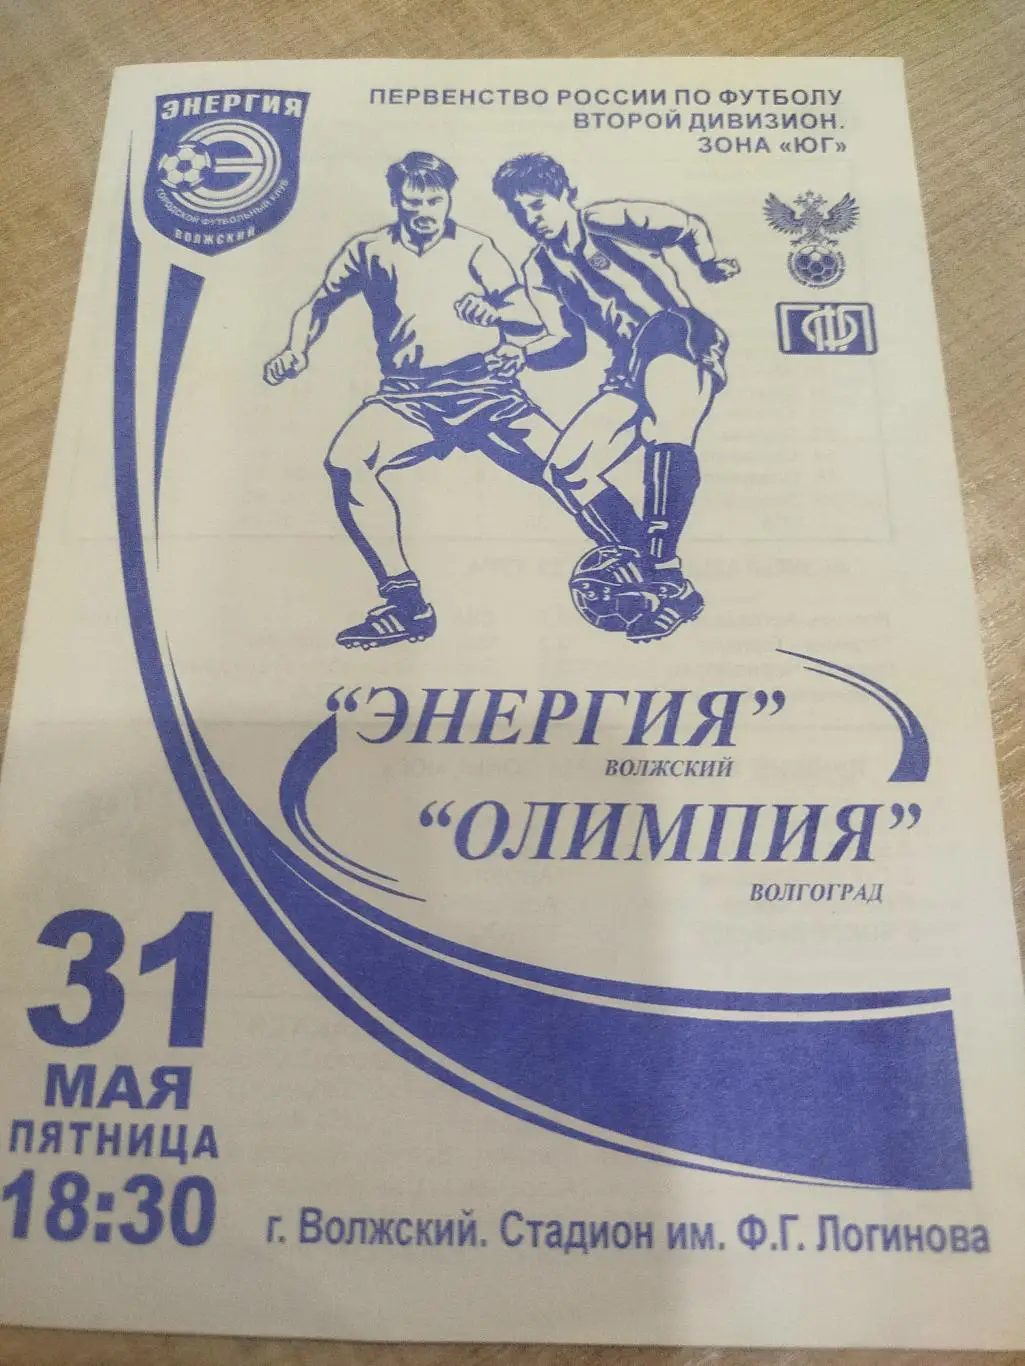 ЭНЕРГИЯ
ГОРОДСКОЙ ФУТБОЛЬНЫЙ КЛУБ
ВОЛЖСКИЙ
ПЕРВЕНСТВО РОССИИ ПО ФУТБОЛУ
ВТОРОЙ ДИВИЗИОН.
ЗОНА «ЮГ»
ПФЛ
“ЭНЕРГИЯ”
ВОЛЖСКИЙ
“ОЛИМПИЯ”
ВОЛГОГРАД
31
МАЯ
ПЯТНИЦА
18:30
г. Волжский. Стадион им. Ф.Г. Логинова